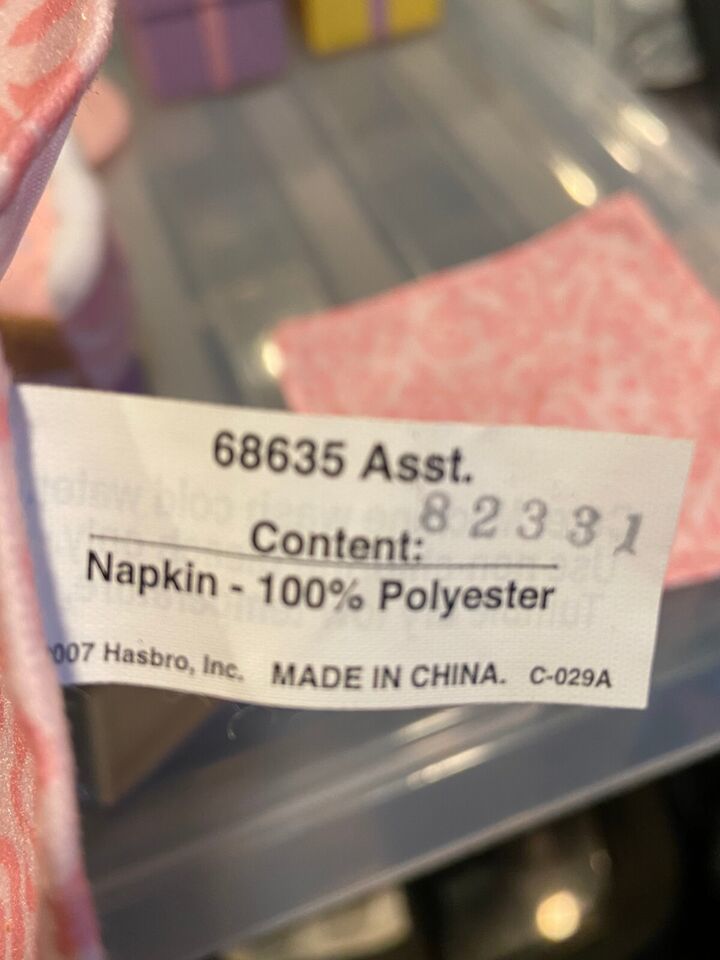 68635 Asst.
82331
Content:
Napkin - 100% Polyester
007 Hasbro, Inc. MADE IN CHINA. C-029A